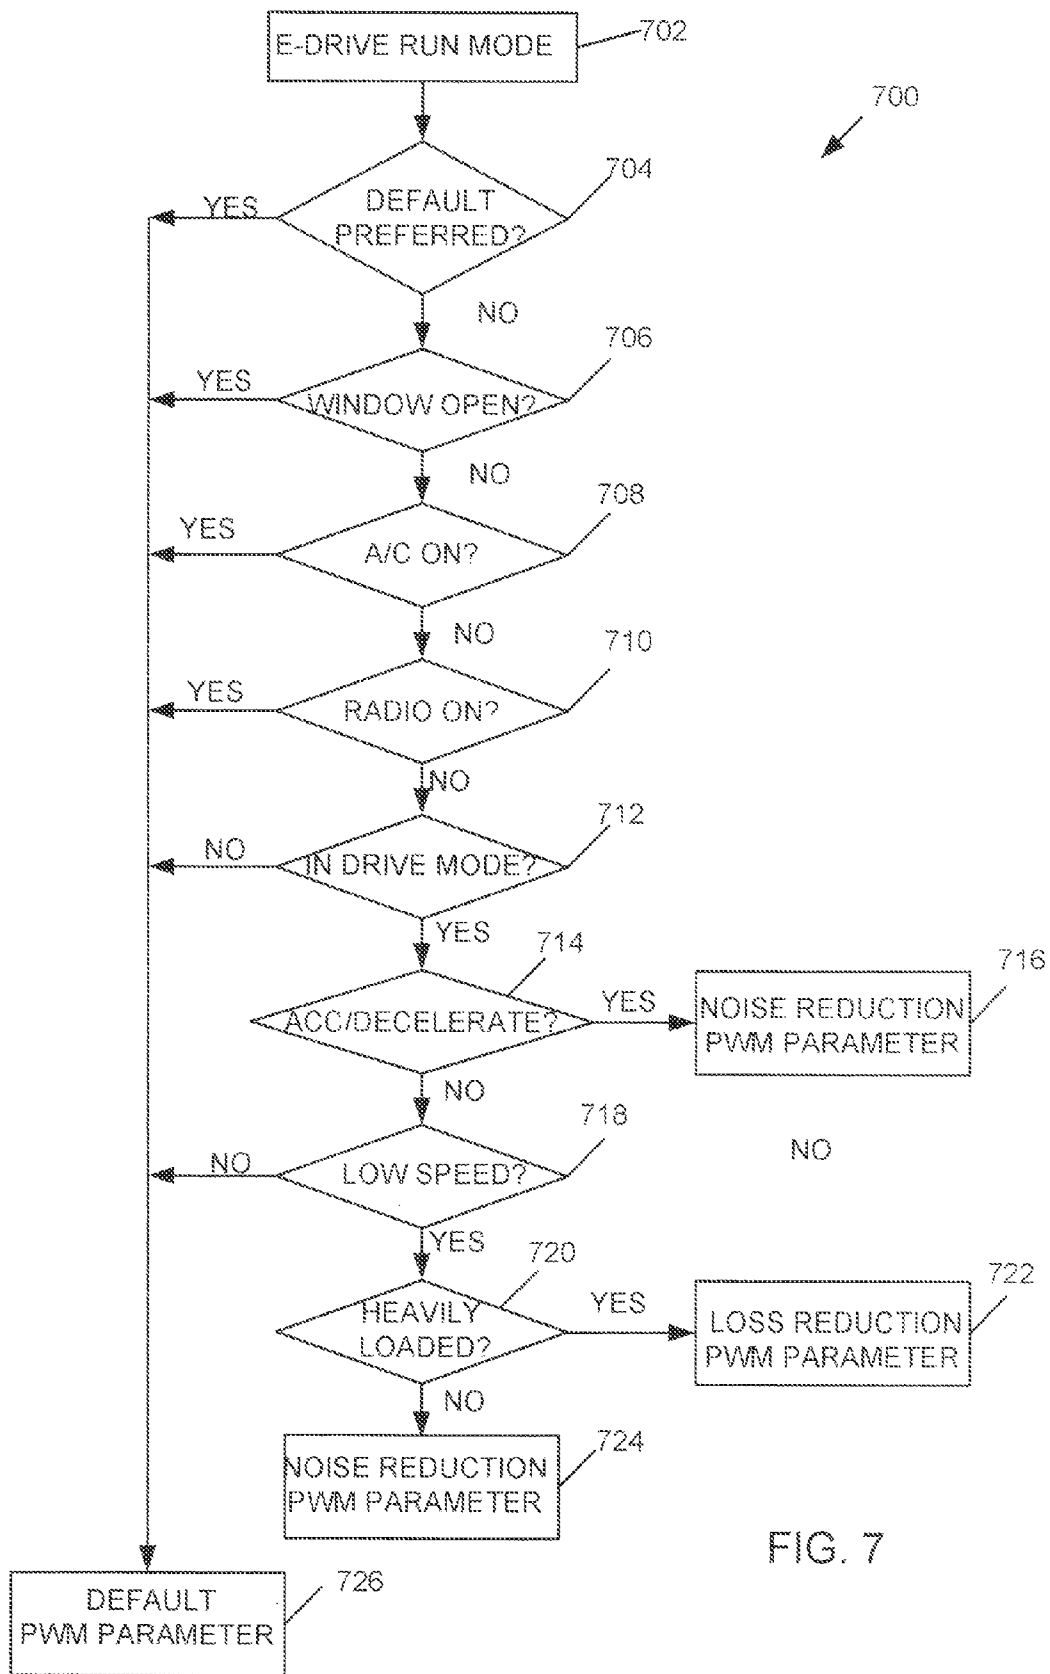 E-DRIVE RUN MODE
702
700
704
DEFAULT
PREFERRED?
YES
NO
706
YES
WINDOW OPEN?
NO
708
YES
A/C ON?
NO
710
YES
RADIO ON?
NO
712
NO
IN DRIVE MODE?
YES
714
716
ACC/DECELERATE?
YES
NOISE REDUCTION
PWM PARAMETER
NO
718
NO
NO
LOW SPEED?
YES
720
722
HEAVILY
LOADED?
YES
LOSS REDUCTION
PWM PARAMETER
NO
724
NOISE REDUCTION
PWM PARAMETER
FIG. 7
726
DEFAULT
PWM PARAMETER